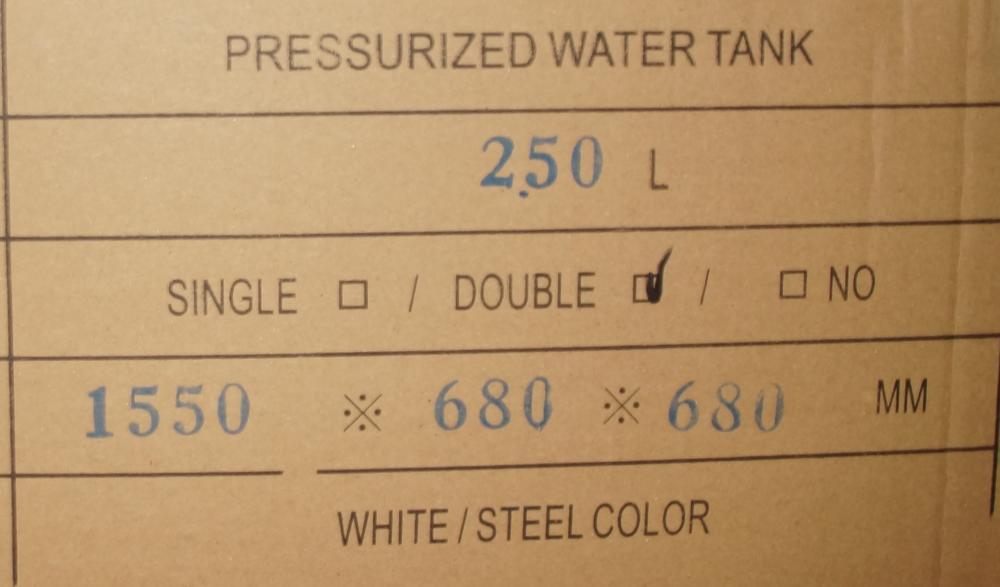 PRESSURIZED WATER TANK
250 L
SINGLE □ / DOUBLE ☑ / □ NO
1550 ※ 680 ※ 680 MM
WHITE / STEEL COLOR